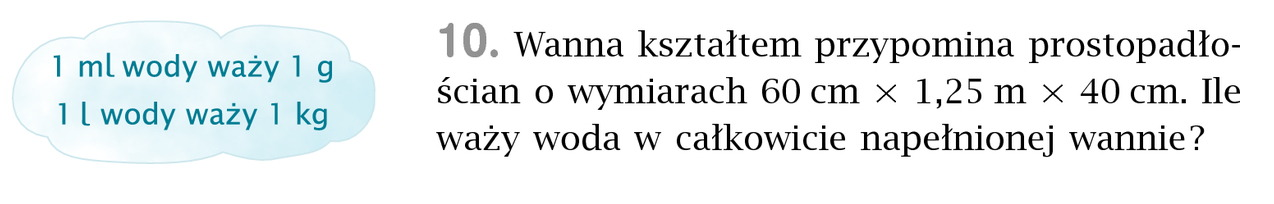 1 ml wody waży 1 g
1 l wody waży 1 kg
10. Wanna kształtem przypomina prostopadło-
ścian o wymiarach 60 cm × 1,25 m × 40 cm. Ile
waży woda w całkowicie napełnionej wannie?